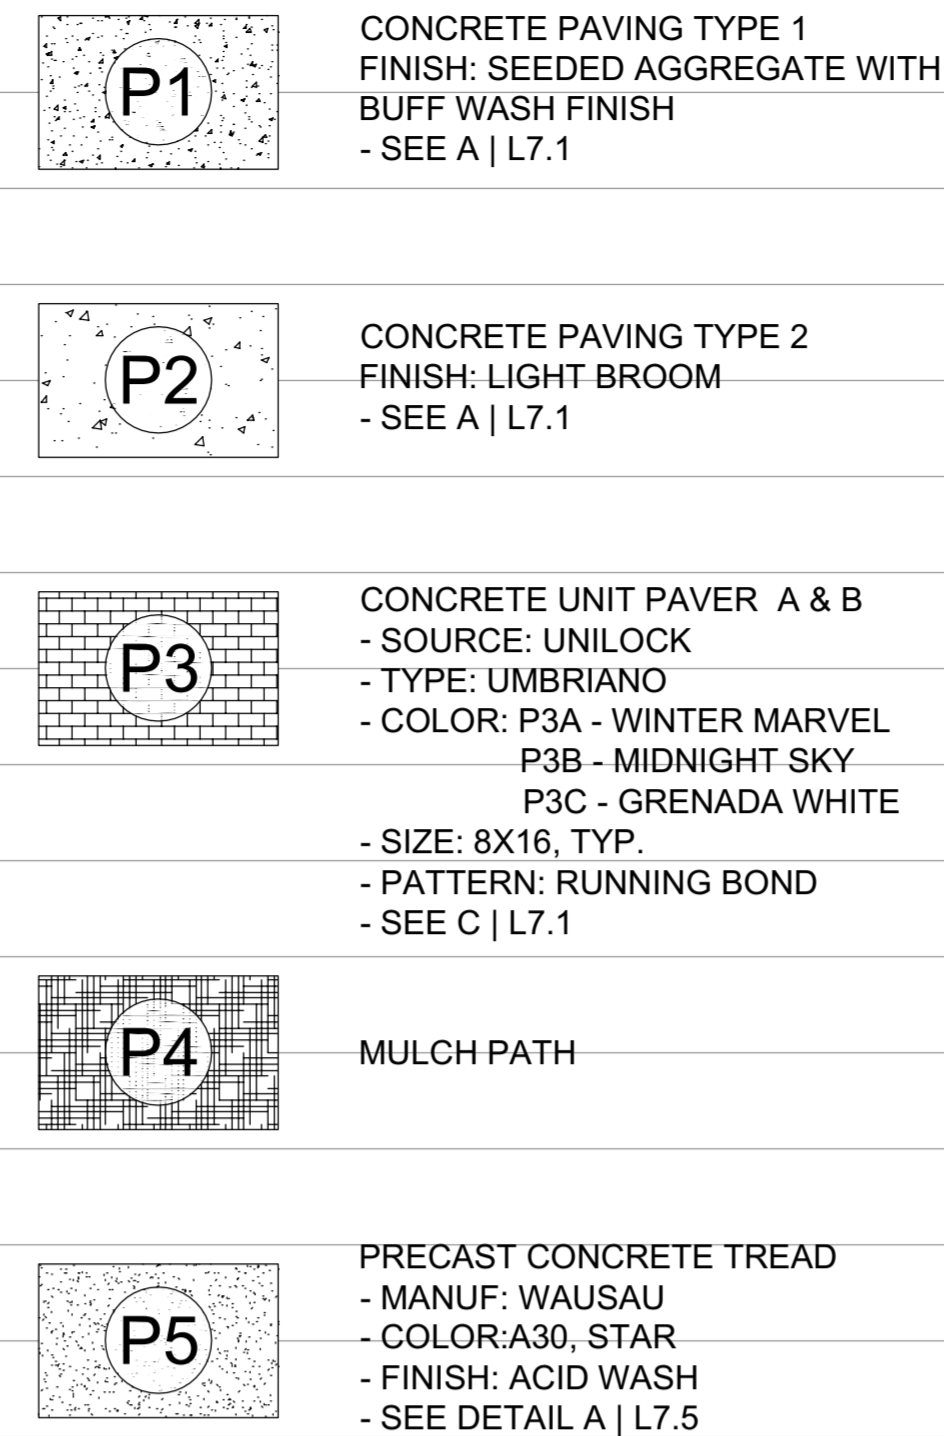 P1
CONCRETE PAVING TYPE 1
FINISH: SEEDED AGGREGATE WITH
BUFF WASH FINISH
- SEE A | L7.1
P2
CONCRETE PAVING TYPE 2
FINISH: LIGHT BROOM
- SEE A | L7.1
P3
CONCRETE UNIT PAVER A & B
- SOURCE: UNILOCK
- TYPE: UMBRIANO
- COLOR: P3A - WINTER MARVEL
P3B - MIDNIGHT SKY
P3C - GRENADA WHITE
- SIZE: 8X16, TYP.
- PATTERN: RUNNING BOND
- SEE C | L7.1
P4
MULCH PATH
P5
PRECAST CONCRETE TREAD
- MANUF: WAUSAU
- COLOR:A30, STAR
- FINISH: ACID WASH
- SEE DETAIL A | L7.5